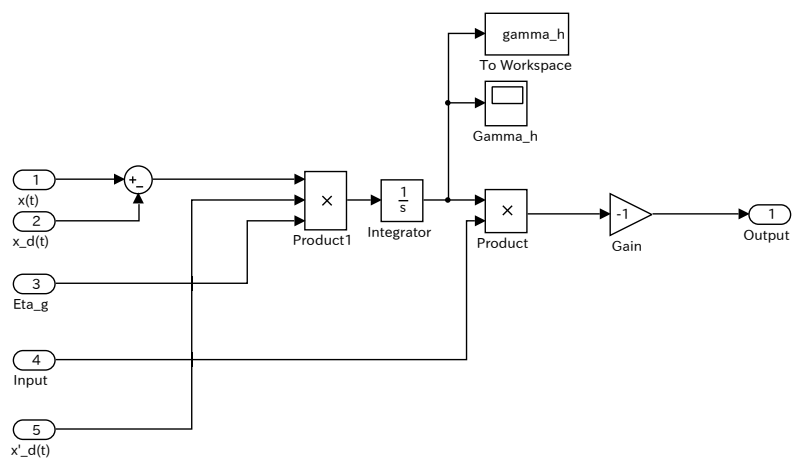 gamma_h
To Workspace
Gamma_h
1
x(t)
+
−
2
x_d(t)
×
Product1
1
s
Integrator
×
Product
-1
Gain
1
Output
3
Eta_g
4
Input
5
x'_d(t)